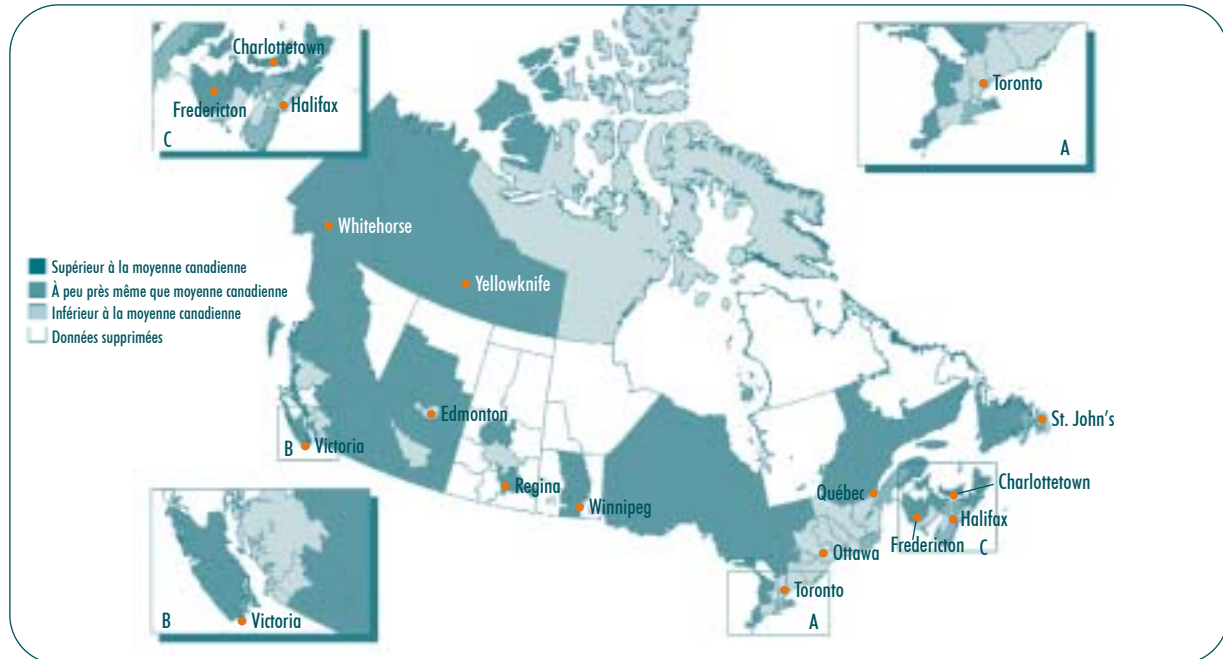 Charlottetown
Fredericton
Halifax
C
Toronto
A
Whitehorse
Yellowknife
Supérieur à la moyenne canadienne
À peu près même que moyenne canadienne
Inférieur à la moyenne canadienne
Données supprimées
Edmonton
B
Victoria
Regina
Winnipeg
St. John's
Québec
Charlottetown
Halifax
Fredericton
C
Ottawa
Toronto
A
B
Victoria